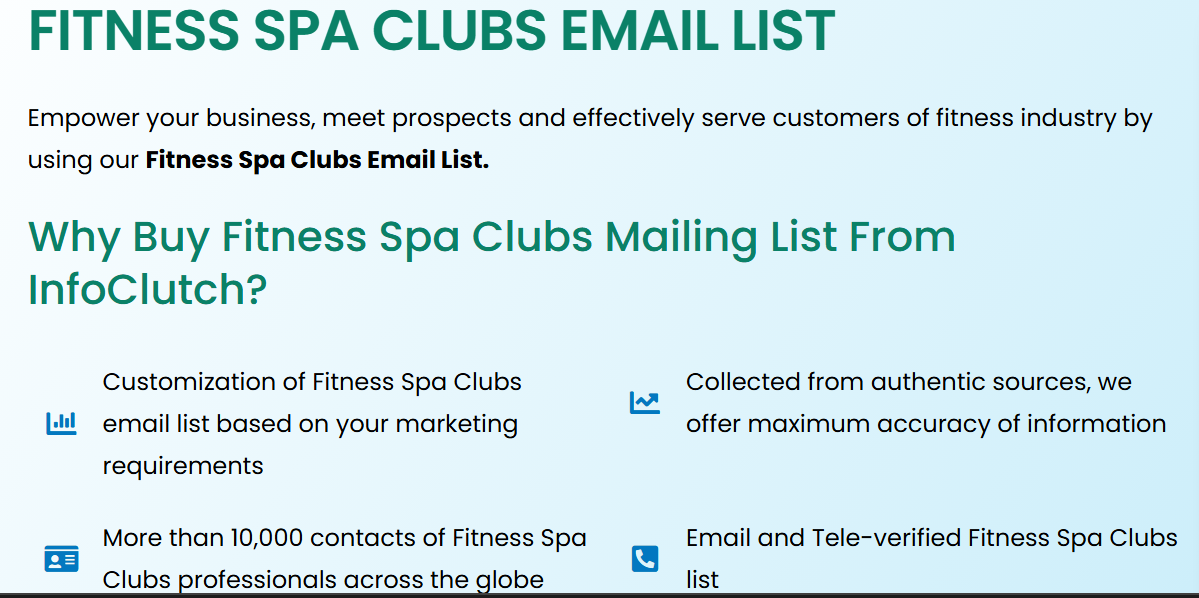 FITNESS SPA CLUBS EMAIL LIST
Empower your business, meet prospects and effectively serve customers of fitness industry by
using our Fitness Spa Clubs Email List.
Why Buy Fitness Spa Clubs Mailing List From
InfoClutch?
Customization of Fitness Spa Clubs
email list based on your marketing
requirements
Collected from authentic sources, we
offer maximum accuracy of information
More than 10,000 contacts of Fitness Spa
Clubs professionals across the globe
Email and Tele-verified Fitness Spa Clubs
list